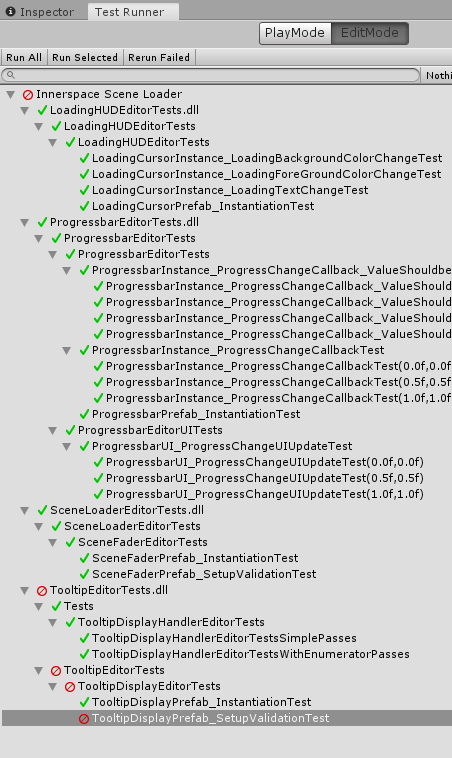 Inspector Test Runner
PlayMode EditMode
Run All Run Selected Rerun Failed
Nothi
Innerspace Scene Loader
LoadingHUDEditorTests.dll
LoadingHUDEditorTests
LoadingHUDEditorTests
LoadingCursorInstance_LoadingBackgroundColorChangeTest
LoadingCursorInstance_LoadingForeGroundColorChangeTest
LoadingCursorInstance_LoadingTextChangeTest
LoadingCursorPrefab_InstantiationTest
ProgressbarEditorTests.dll
ProgressbarEditorTests
ProgressbarEditorTests
ProgressbarInstance_ProgressChangeCallback_ValueShouldbe
ProgressbarInstance_ProgressChangeCallback_ValueShould
ProgressbarInstance_ProgressChangeCallback_ValueShould
ProgressbarInstance_ProgressChangeCallback_ValueShould
ProgressbarInstance_ProgressChangeCallback_ValueShould
ProgressbarInstance_ProgressChangeCallbackTest
ProgressbarInstance_ProgressChangeCallbackTest(0.0f,0.0f
ProgressbarInstance_ProgressChangeCallbackTest(0.5f,0.5f
ProgressbarInstance_ProgressChangeCallbackTest(1.0f,1.0f
ProgressbarPrefab_InstantiationTest
ProgressbarEditorUITests
ProgressbarUI_ProgressChangeUIUpdateTest
ProgressbarUI_ProgressChangeUIUpdateTest(0.0f,0.0f)
ProgressbarUI_ProgressChangeUIUpdateTest(0.5f,0.5f)
ProgressbarUI_ProgressChangeUIUpdateTest(1.0f,1.0f)
SceneLoaderEditorTests.dll
SceneLoaderEditorTests
SceneFaderEditorTests
SceneFaderPrefab_InstantiationTest
SceneFaderPrefab_SetupValidationTest
TooltipEditorTests.dll
Tests
TooltipDisplayHandlerEditorTests
TooltipDisplayHandlerEditorTestsSimplePasses
TooltipDisplayHandlerEditorTestsWithEnumeratorPasses
TooltipEditorTests
TooltipDisplayEditorTests
TooltipDisplayPrefab_InstantiationTest
TooltipDisplayPrefab_SetupValidationTest